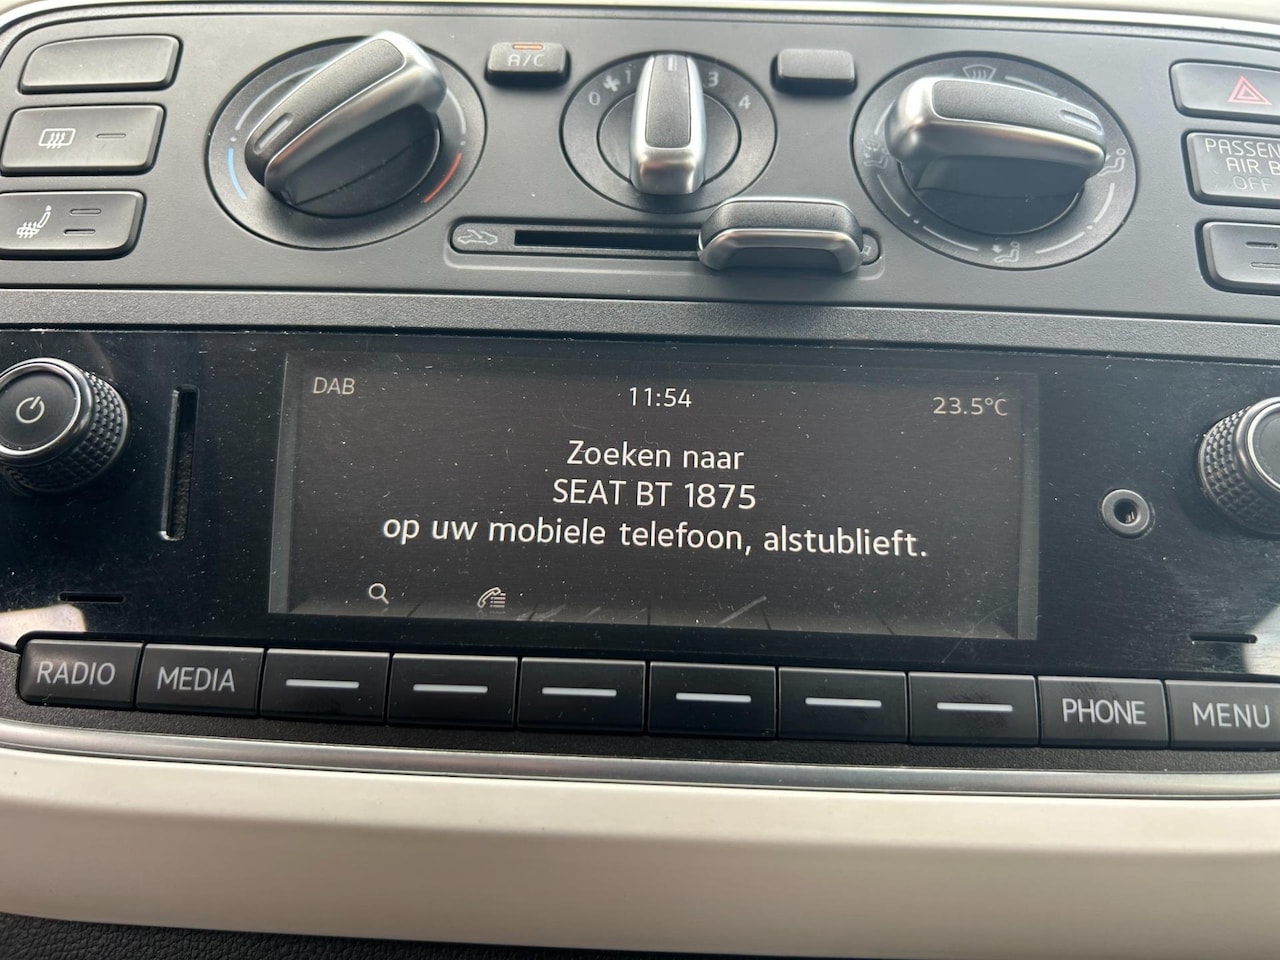 A/C
0 1 3 4
PASSEN
AIR B
OFF
DAB
11:54
23.5°C
Zoeken naar
SEAT BT 1875
op uw mobiele telefoon, alstublieft.
RADIO
MEDIA
PHONE
MENU